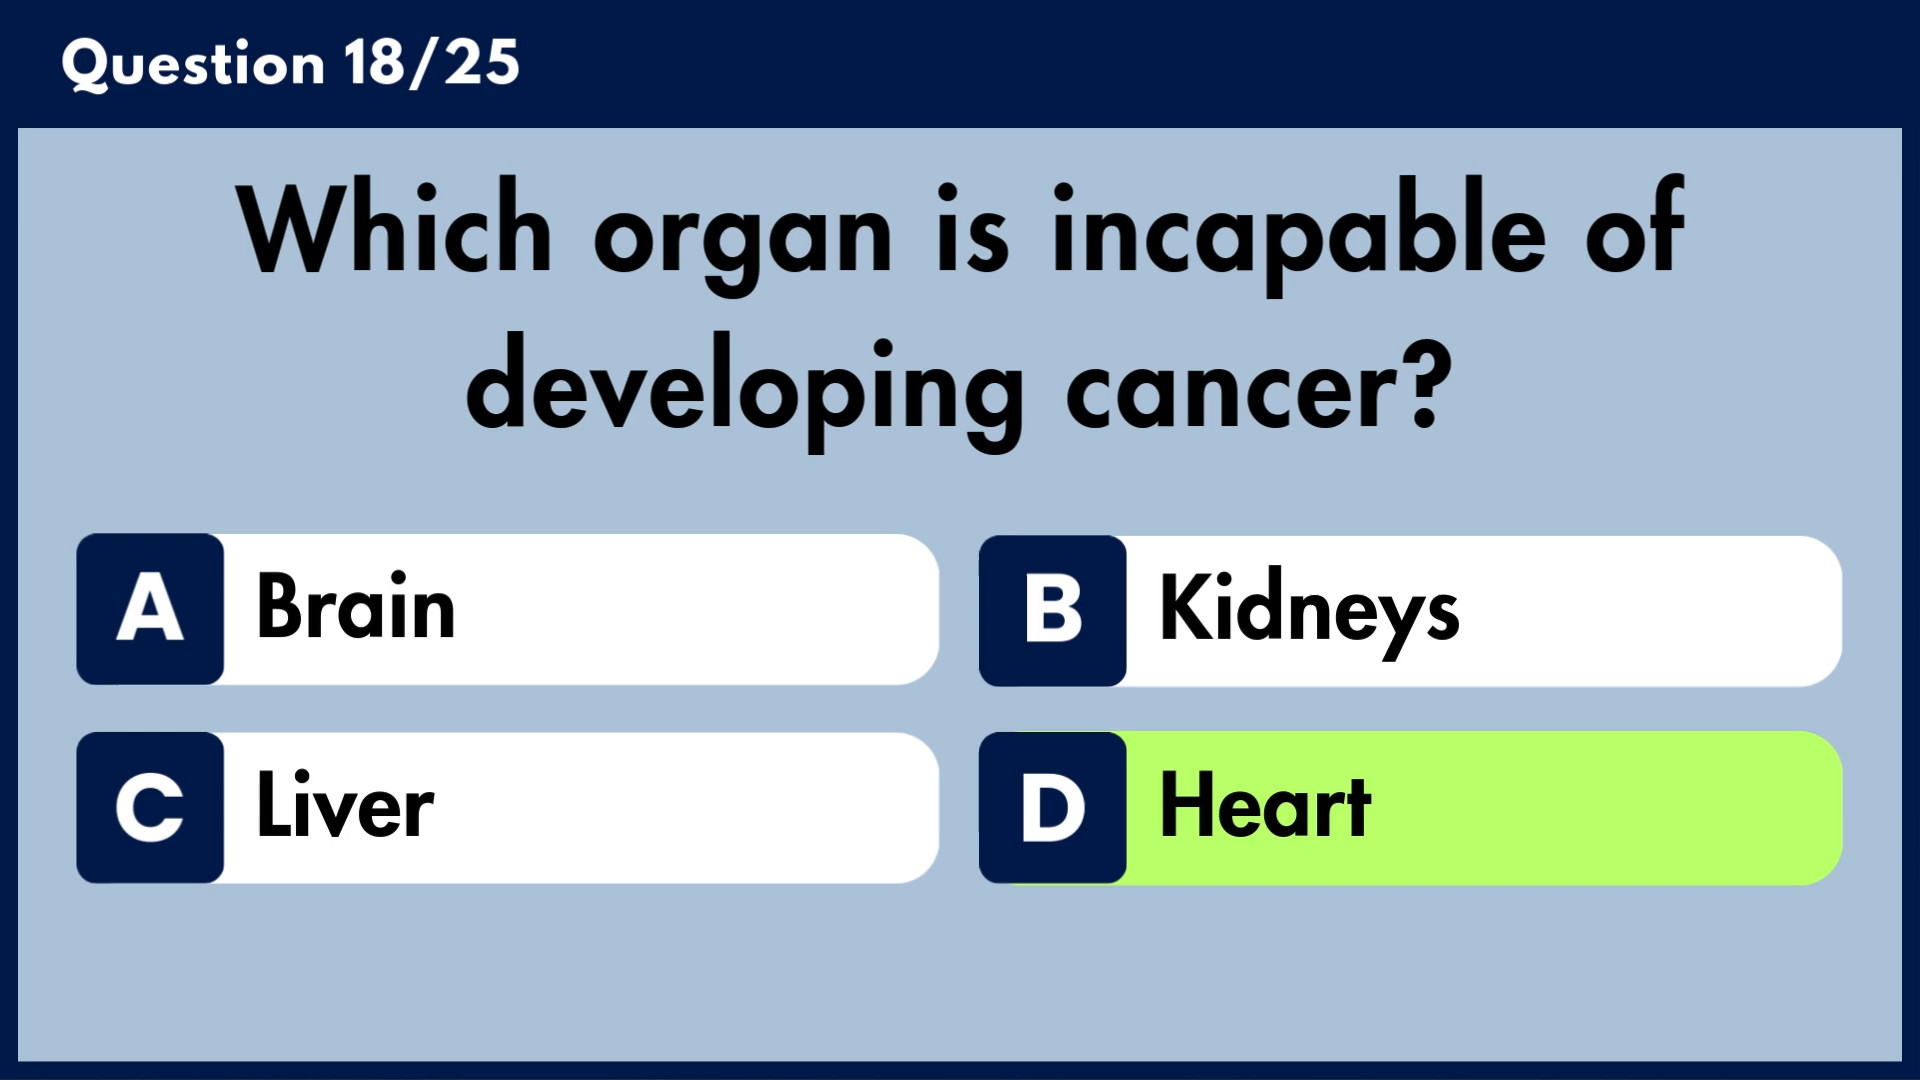 Question 18/25
Which organ is incapable of
developing cancer?
A Brain
B Kidneys
C Liver
D Heart